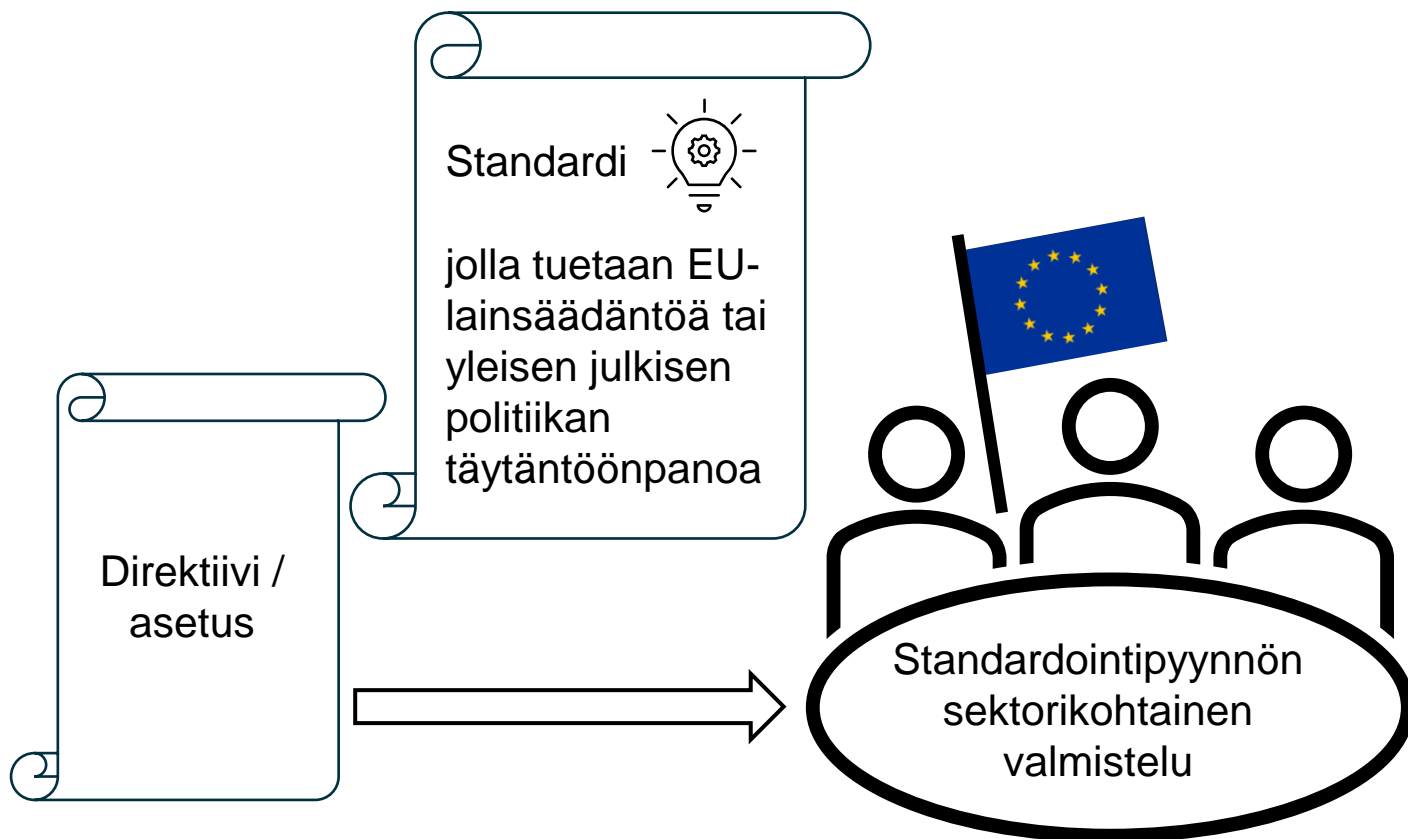 Standardi
jolla tuetaan EU-
lainsäädäntöä tai
yleisen julkisen
politiikan
täytäntöönpanoa
Direktiivi /
asetus
Standardointipyynnön
sektorikohtainen
valmistelu